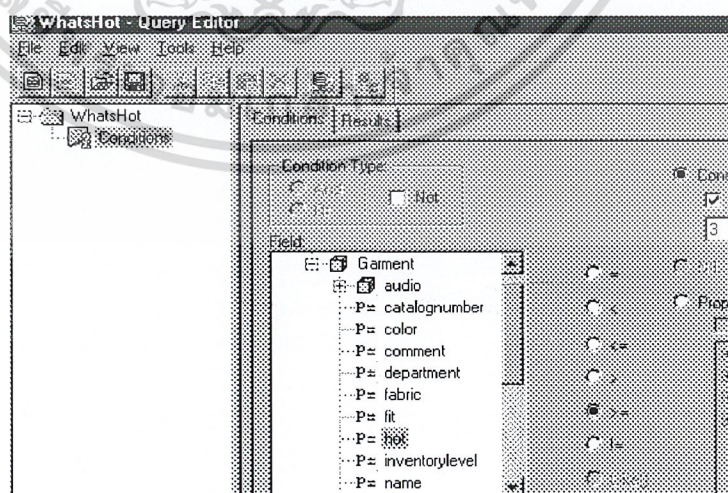 WhatsHot - Query Editor
File Edit View Tools Help
WhatsHot
Conditions
Conditions Results
Condition Type:
Not
3
Field:
Garment
audio
P= catalognumber
P= color
P= comment
P= department
P= fabric
P= fit
P= hot
P= inventorylevel
P= name
=
<
<=
>
>=
!=